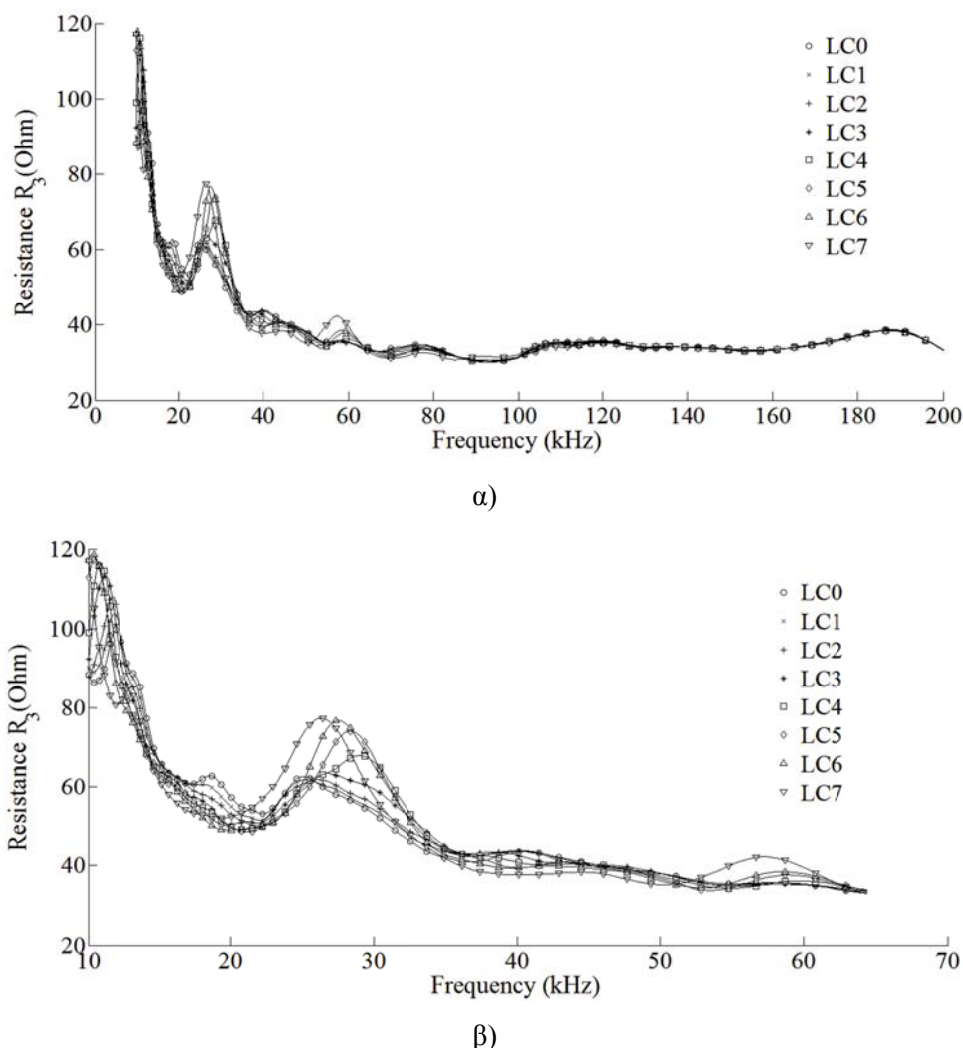 120
100
80
60
40
20
Resistance R3(Ohm)
LC0
LC1
LC2
LC3
LC4
LC5
LC6
LC7
0 20 40 60 80 100 120 140 160 180 200
Frequency (kHz)
α)
120
100
80
60
40
20
Resistance R3(Ohm)
LC0
LC1
LC2
LC3
LC4
LC5
LC6
LC7
10 20 30 40 50 60 70
Frequency (kHz)
β)